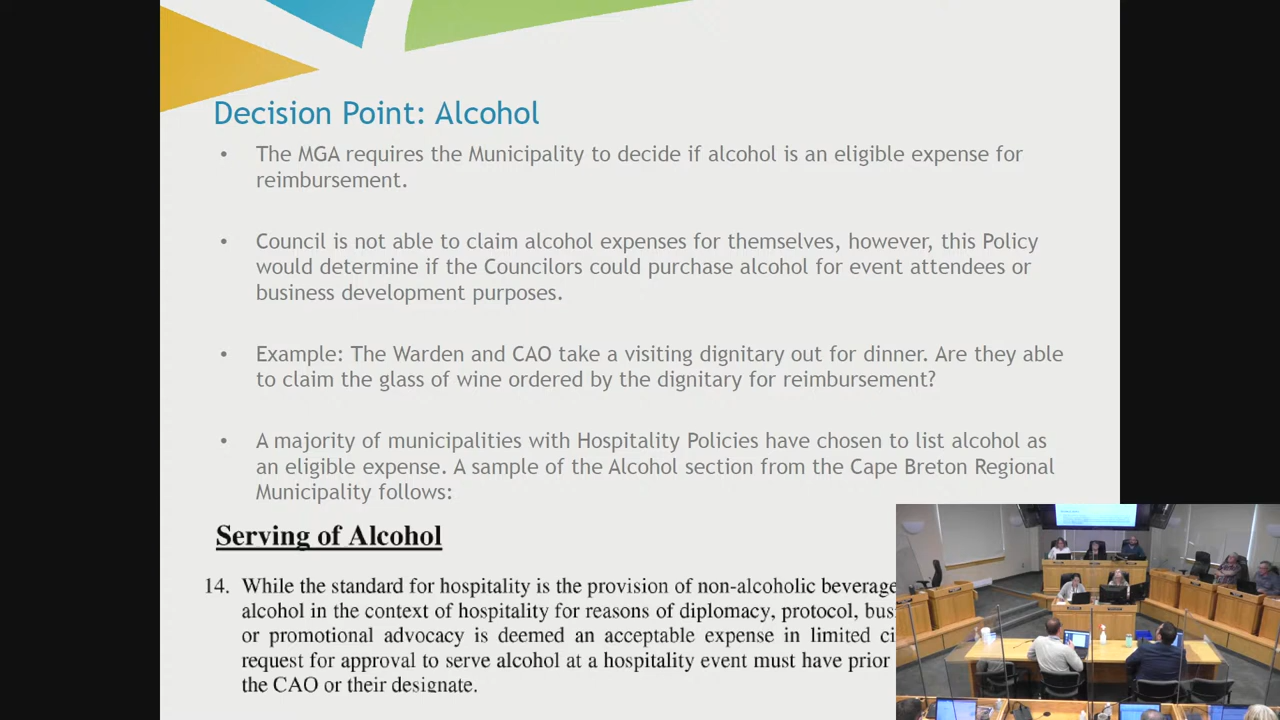 Decision Point: Alcohol
• The MGA requires the Municipality to decide if alcohol is an eligible expense for
reimbursement.
• Council is not able to claim alcohol expenses for themselves, however, this Policy
would determine if the Councilors could purchase alcohol for event attendees or
business development purposes.
• Example: The Warden and CAO take a visiting dignitary out for dinner. Are they able
to claim the glass of wine ordered by the dignitary for reimbursement?
• A majority of municipalities with Hospitality Policies have chosen to list alcohol as
an eligible expense. A sample of the Alcohol section from the Cape Breton Regional
Municipality follows:
Serving of Alcohol
14. While the standard for hospitality is the provision of non-alcoholic beverage
alcohol in the context of hospitality for reasons of diplomacy, protocol, bus
or promotional advocacy is deemed an acceptable expense in limited ci
request for approval to serve alcohol at a hospitality event must have prior
the CAO or their designate.